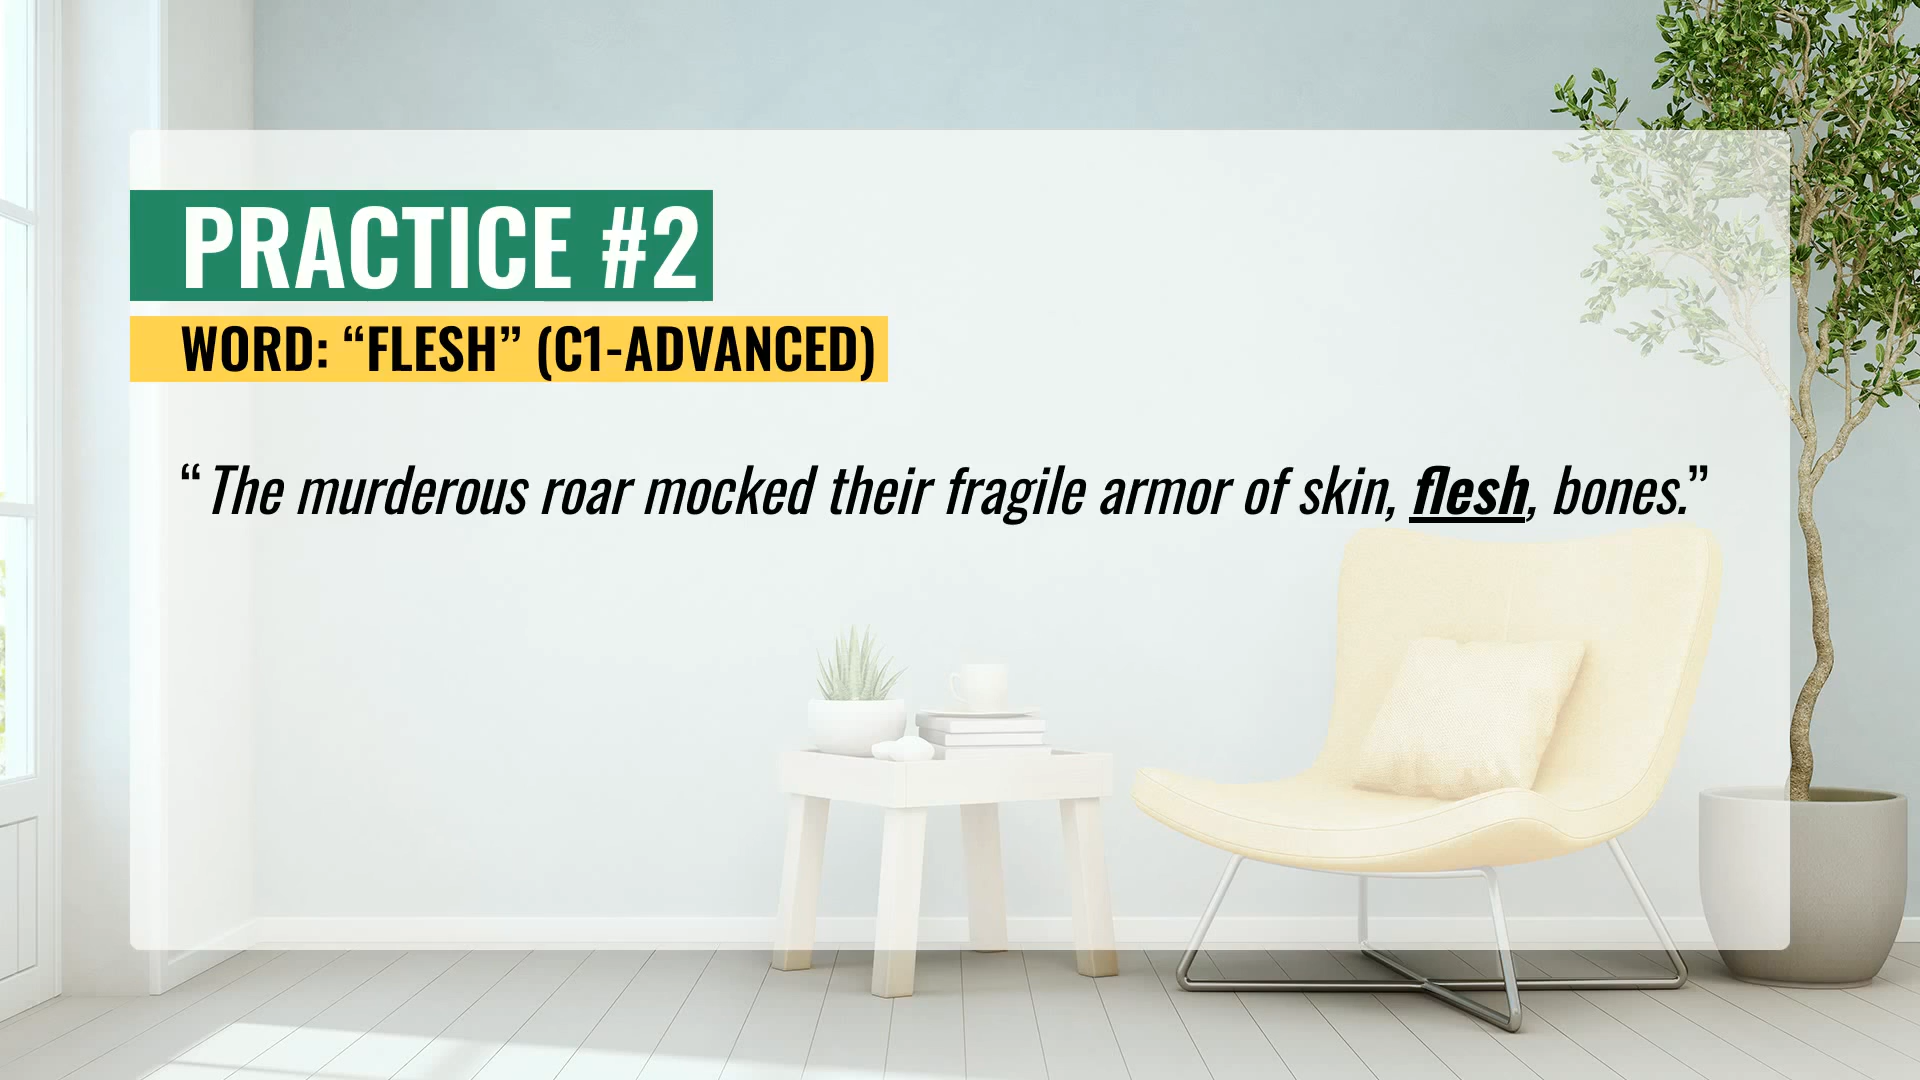 PRACTICE #2
WORD: “FLESH” (C1-ADVANCED)
“The murderous roar mocked their fragile armor of skin, flesh, bones.”